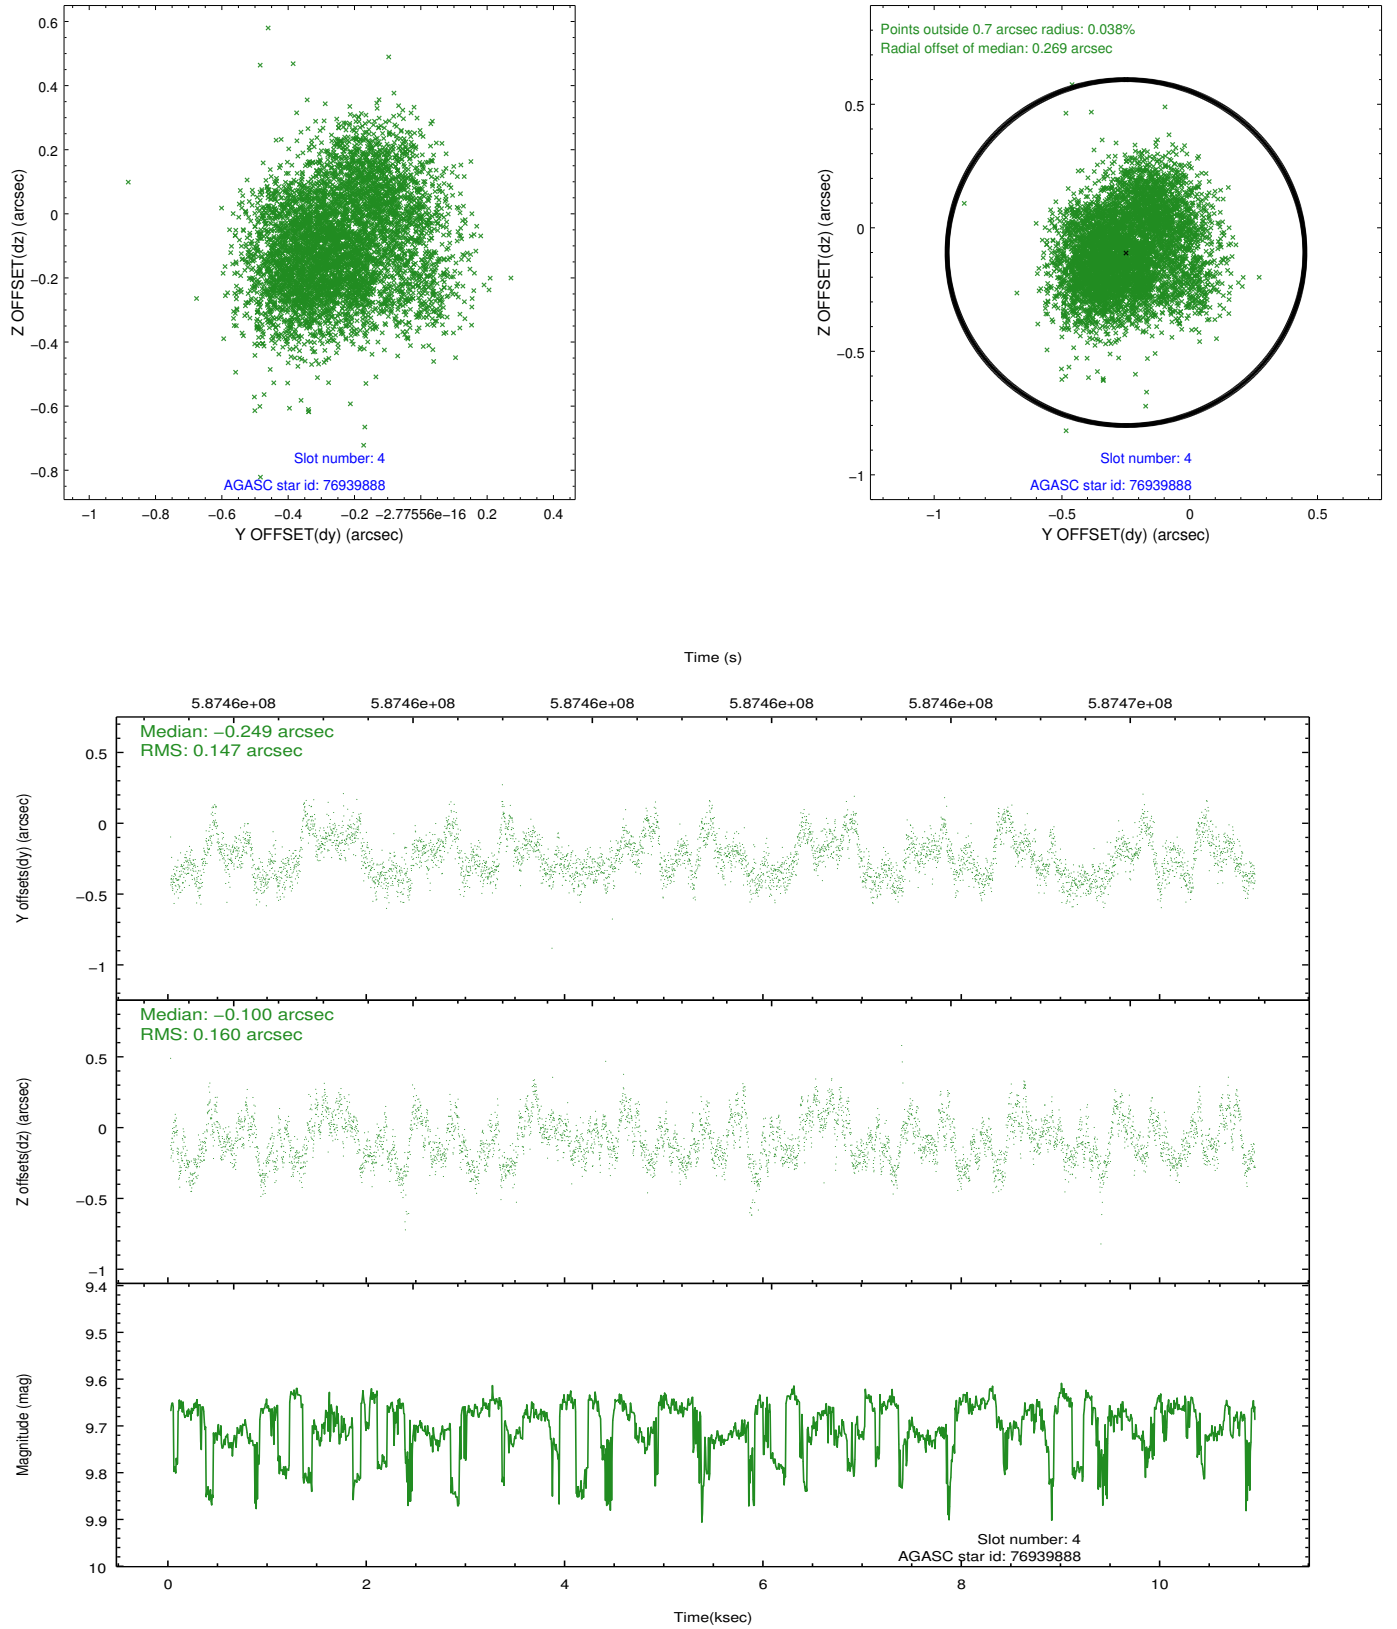 0.6
0.4
0.2
0
−0.2
−0.4
−0.6
−0.8
Z OFFSET(dz) (arcsec)
Slot number: 4
AGASC star id: 76939888
−1 −0.8 −0.6 −0.4 −0.2 −2.77556e−16 0.2 0.4
Y OFFSET(dy) (arcsec)
Points outside 0.7 arcsec radius: 0.038%
Radial offset of median: 0.269 arcsec
0.5
0
−0.5
−1
Z OFFSET(dz) (arcsec)
Slot number: 4
AGASC star id: 76939888
−1 −0.5 0 0.5
Y OFFSET(dy) (arcsec)
Time (s)
5.8746e+08 5.8746e+08 5.8746e+08 5.8746e+08 5.8746e+08 5.8747e+08
Median: −0.249 arcsec
RMS: 0.147 arcsec
0.5
0
−0.5
−1
Y offsets(dy) (arcsec)
Median: −0.100 arcsec
RMS: 0.160 arcsec
0.5
0
−0.5
−1
Z offsets(dz) (arcsec)
9.4
9.5
9.6
9.7
9.8
9.9
10
Magnitude (mag)
Slot number: 4
AGASC star id: 76939888
0 2 4 6 8 10
Time(ksec)